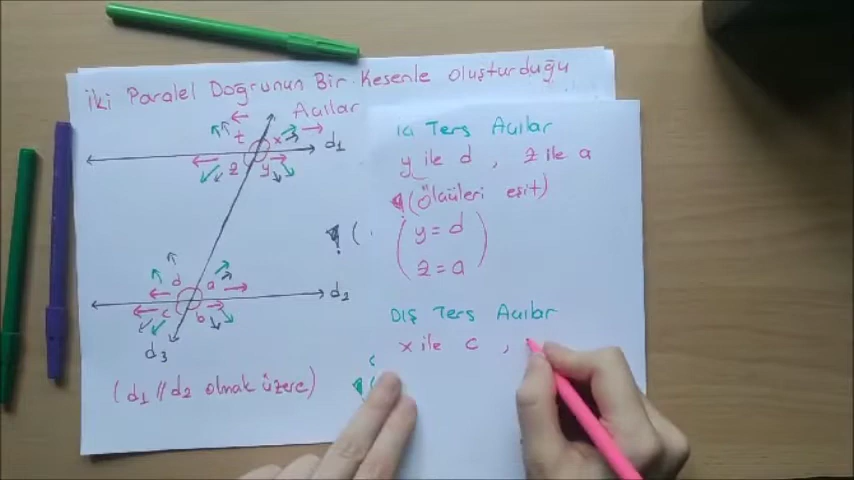 İki Paralel Doğrunun Bir Kesenle oluşturduğu
Açılar
t x
d1
z y
d a
c b
d2
d3
(d1 // d2 olmak üzere)
! (
İç Ters Açılar
y ile d , z ile a
(Ölçüleri eşit)
y = d
z = a
Dış Ters Açılar
x ile c ,